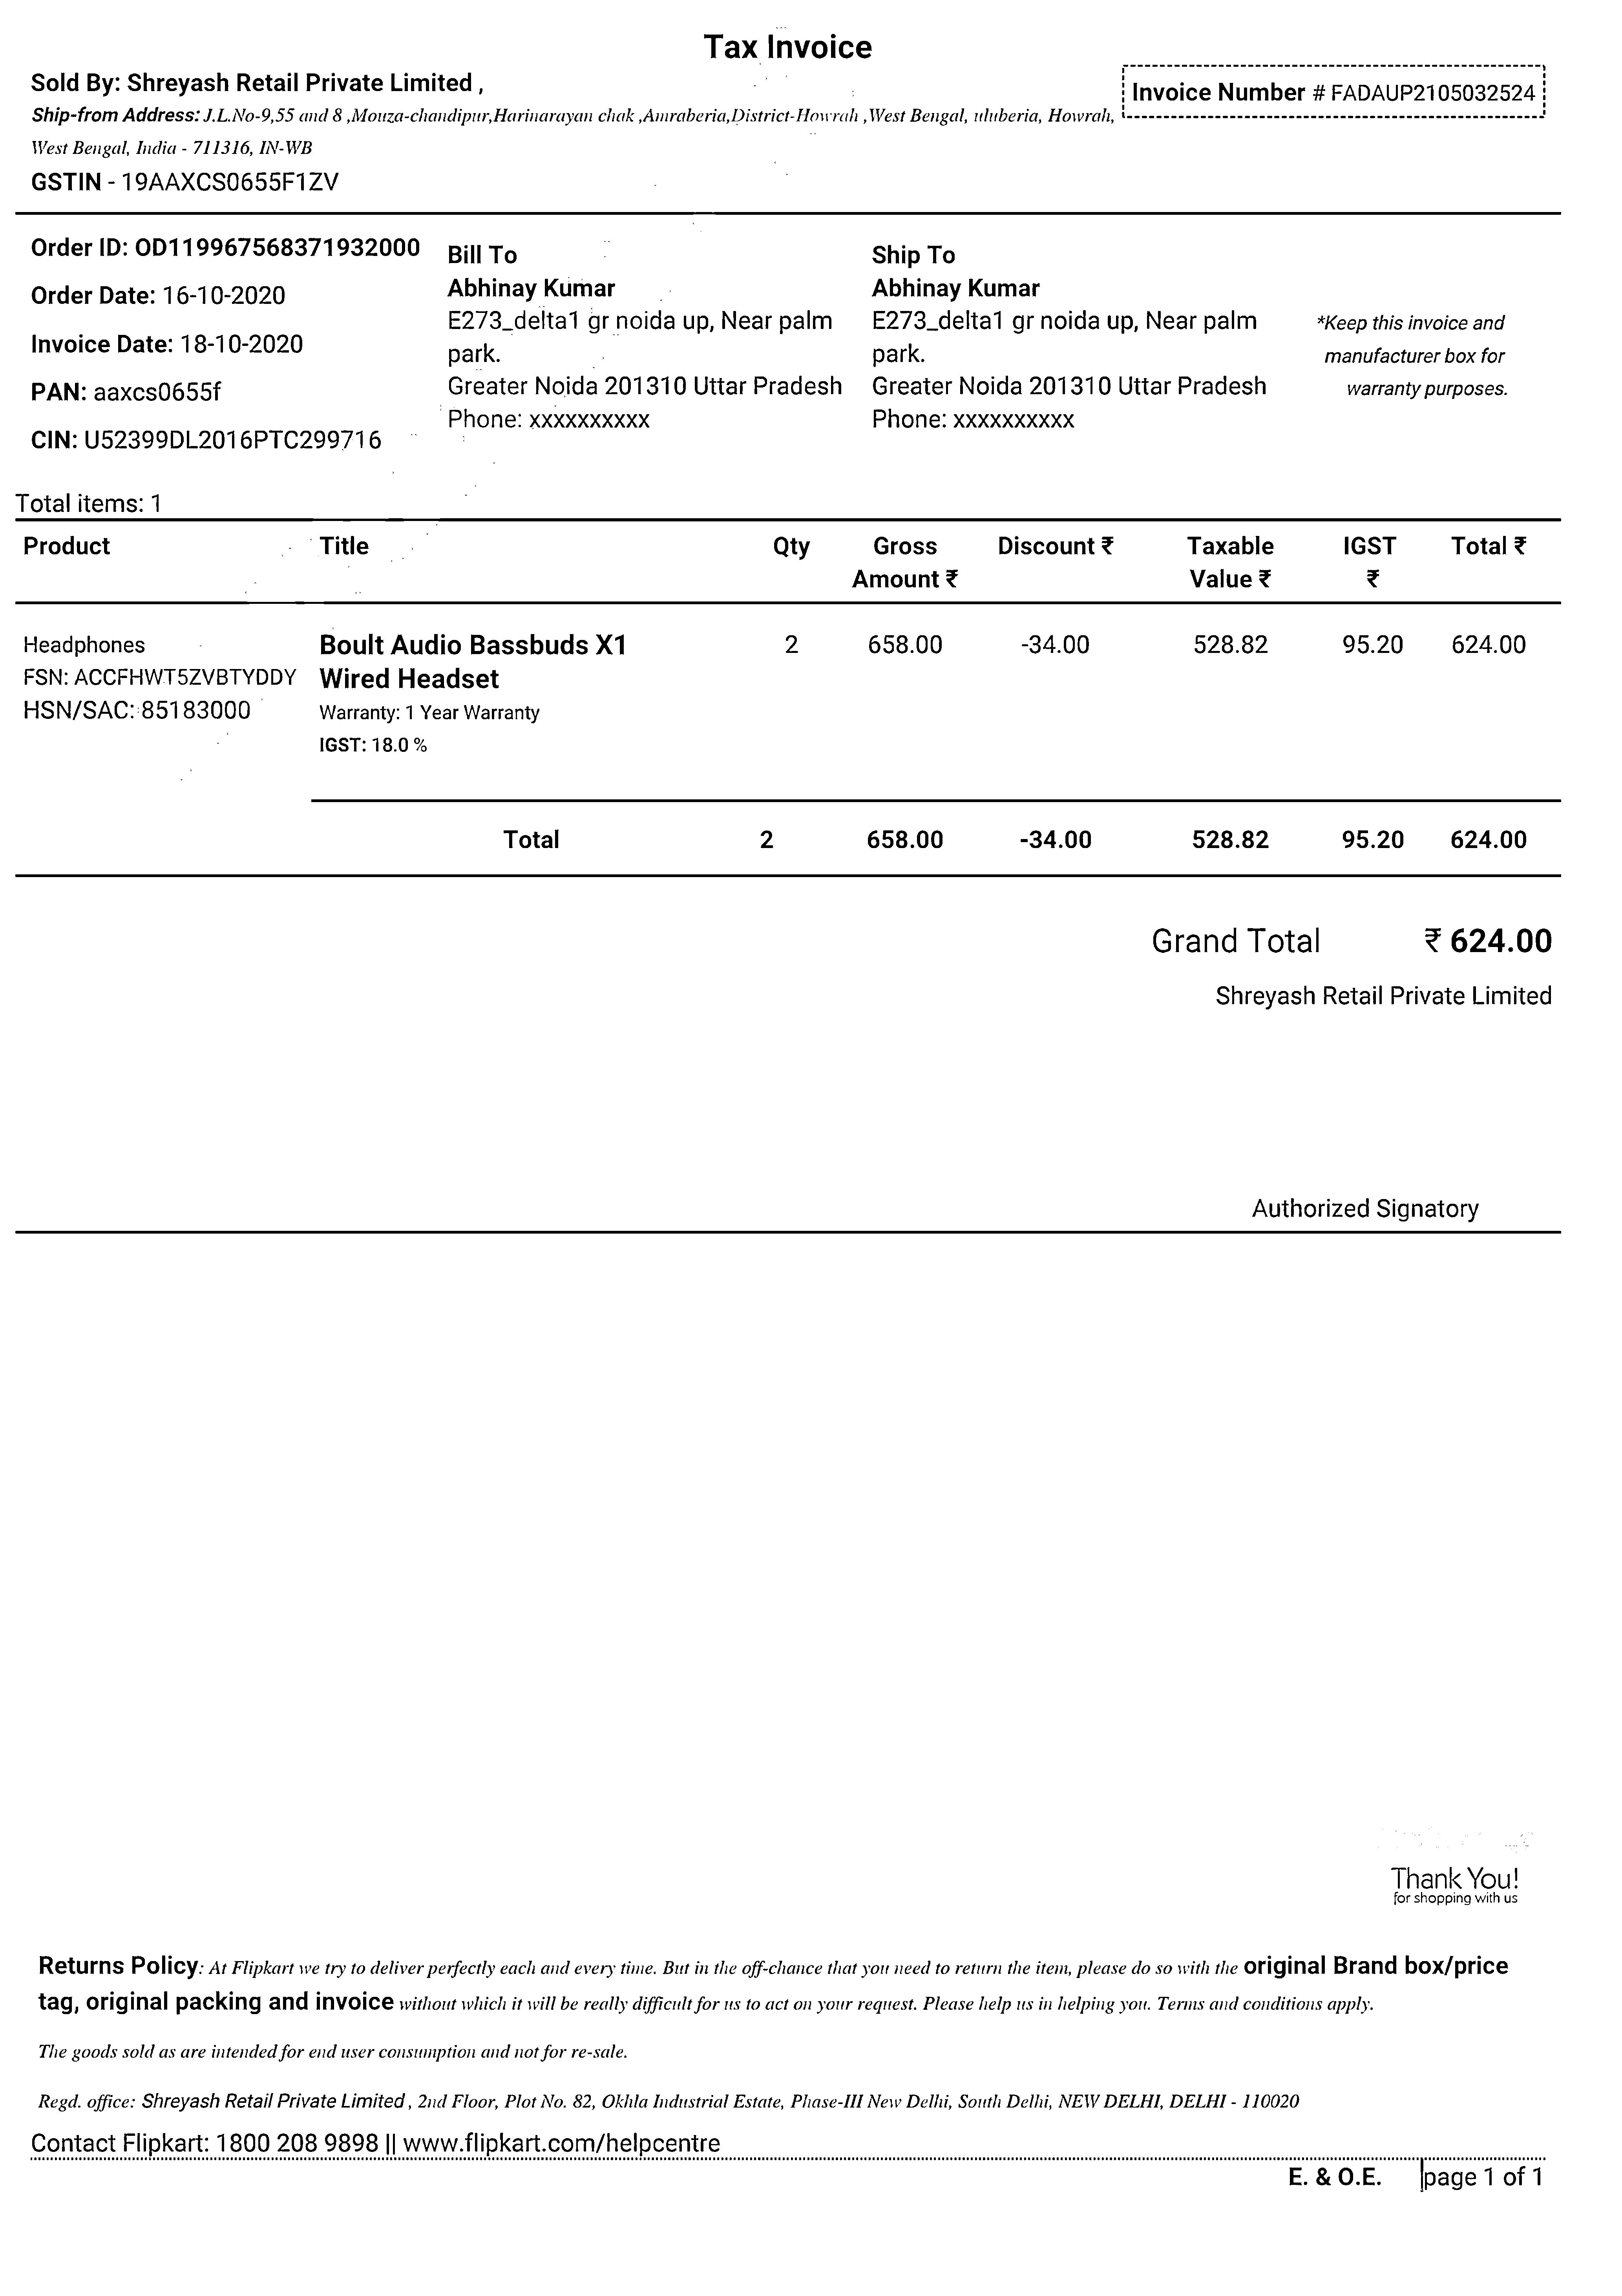 Tax Invoice
Sold By: Shreyash Retail Private Limited ,
Invoice Number # FADAUP2105032524
Ship-from Address: J.L.No-9,55 and 8 ,Mouza-chandipur,Harinarayan chak ,Amraberia,District-Howrah ,West Bengal, uluberia, Howrah,
West Bengal, India - 711316, IN-WB
GSTIN - 19AAXCS0655F1ZV
Order ID: OD119967568371932000
Order Date: 16-10-2020
Invoice Date: 18-10-2020
PAN: aaxcs0655f
CIN: U52399DL2016PTC299716
Bill To
Abhinay Kumar
E273_delta1 gr noida up, Near palm
park.
Greater Noida 201310 Uttar Pradesh
Phone: xxxxxxxxxx
Ship To
Abhinay Kumar
E273_delta1 gr noida up, Near palm
park.
Greater Noida 201310 Uttar Pradesh
Phone: xxxxxxxxxx
*Keep this invoice and
manufacturer box for
warranty purposes.
Total items: 1
Product Title Qty Gross Amount ₹ Discount ₹ Taxable Value ₹ IGST ₹ Total ₹
Headphones
FSN: ACCFHWT5ZVBTYDDY
HSN/SAC: 85183000
Boult Audio Bassbuds X1
Wired Headset
Warranty: 1 Year Warranty
IGST: 18.0 %
2 658.00 -34.00 528.82 95.20 624.00
Total 2 658.00 -34.00 528.82 95.20 624.00
Grand Total ₹ 624.00
Shreyash Retail Private Limited
Authorized Signatory
Thank You!
for shopping with us
Returns Policy: At Flipkart we try to deliver perfectly each and every time. But in the off-chance that you need to return the item, please do so with the original Brand box/price
tag, original packing and invoice without which it will be really difficult for us to act on your request. Please help us in helping you. Terms and conditions apply.
The goods sold as are intended for end user consumption and not for re-sale.
Regd. office: Shreyash Retail Private Limited , 2nd Floor, Plot No. 82, Okhla Industrial Estate, Phase-III New Delhi, South Delhi, NEW DELHI, DELHI - 110020
Contact Flipkart: 1800 208 9898 || www.flipkart.com/helpcentre
E. & O.E. page 1 of 1